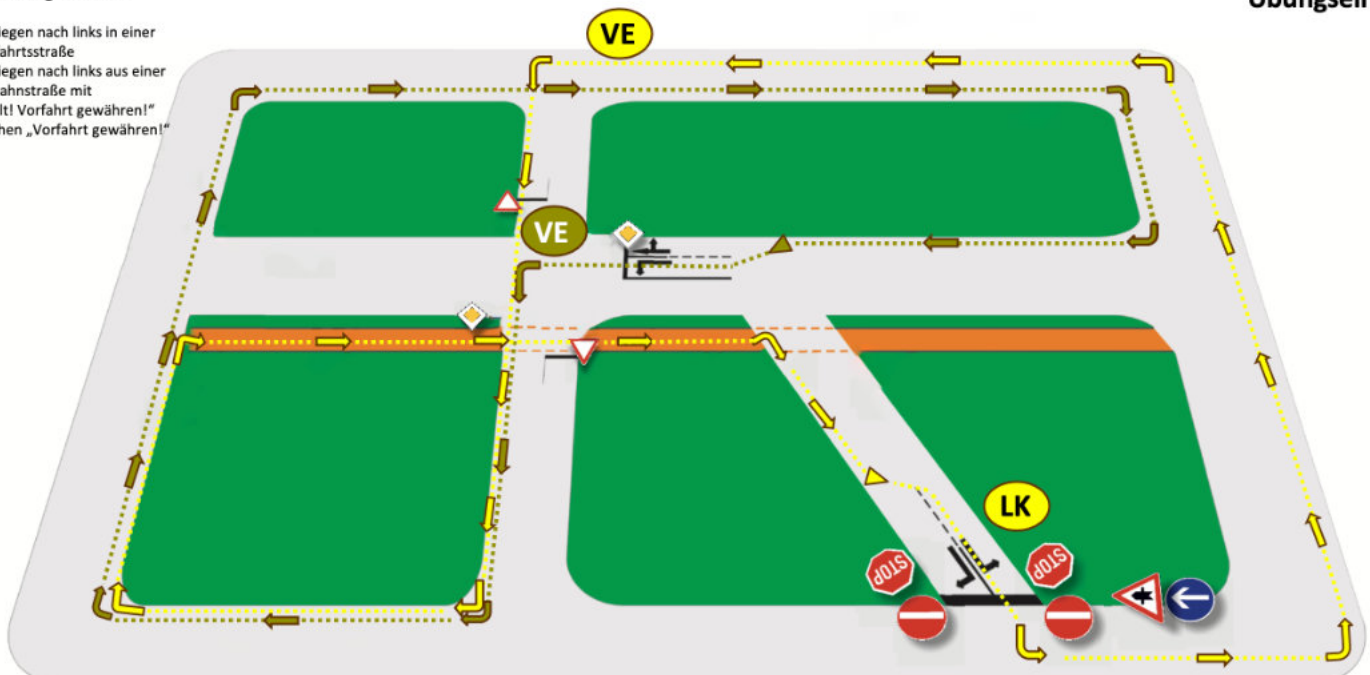 Übungsein
VE
iegen nach links in einer
ahrtsstraße
iegen nach links aus einer
ahnstraße mit
lt! Vorfahrt gewähren!"
hen „Vorfahrt gewähren!"
VE
LK
STOP
STOP